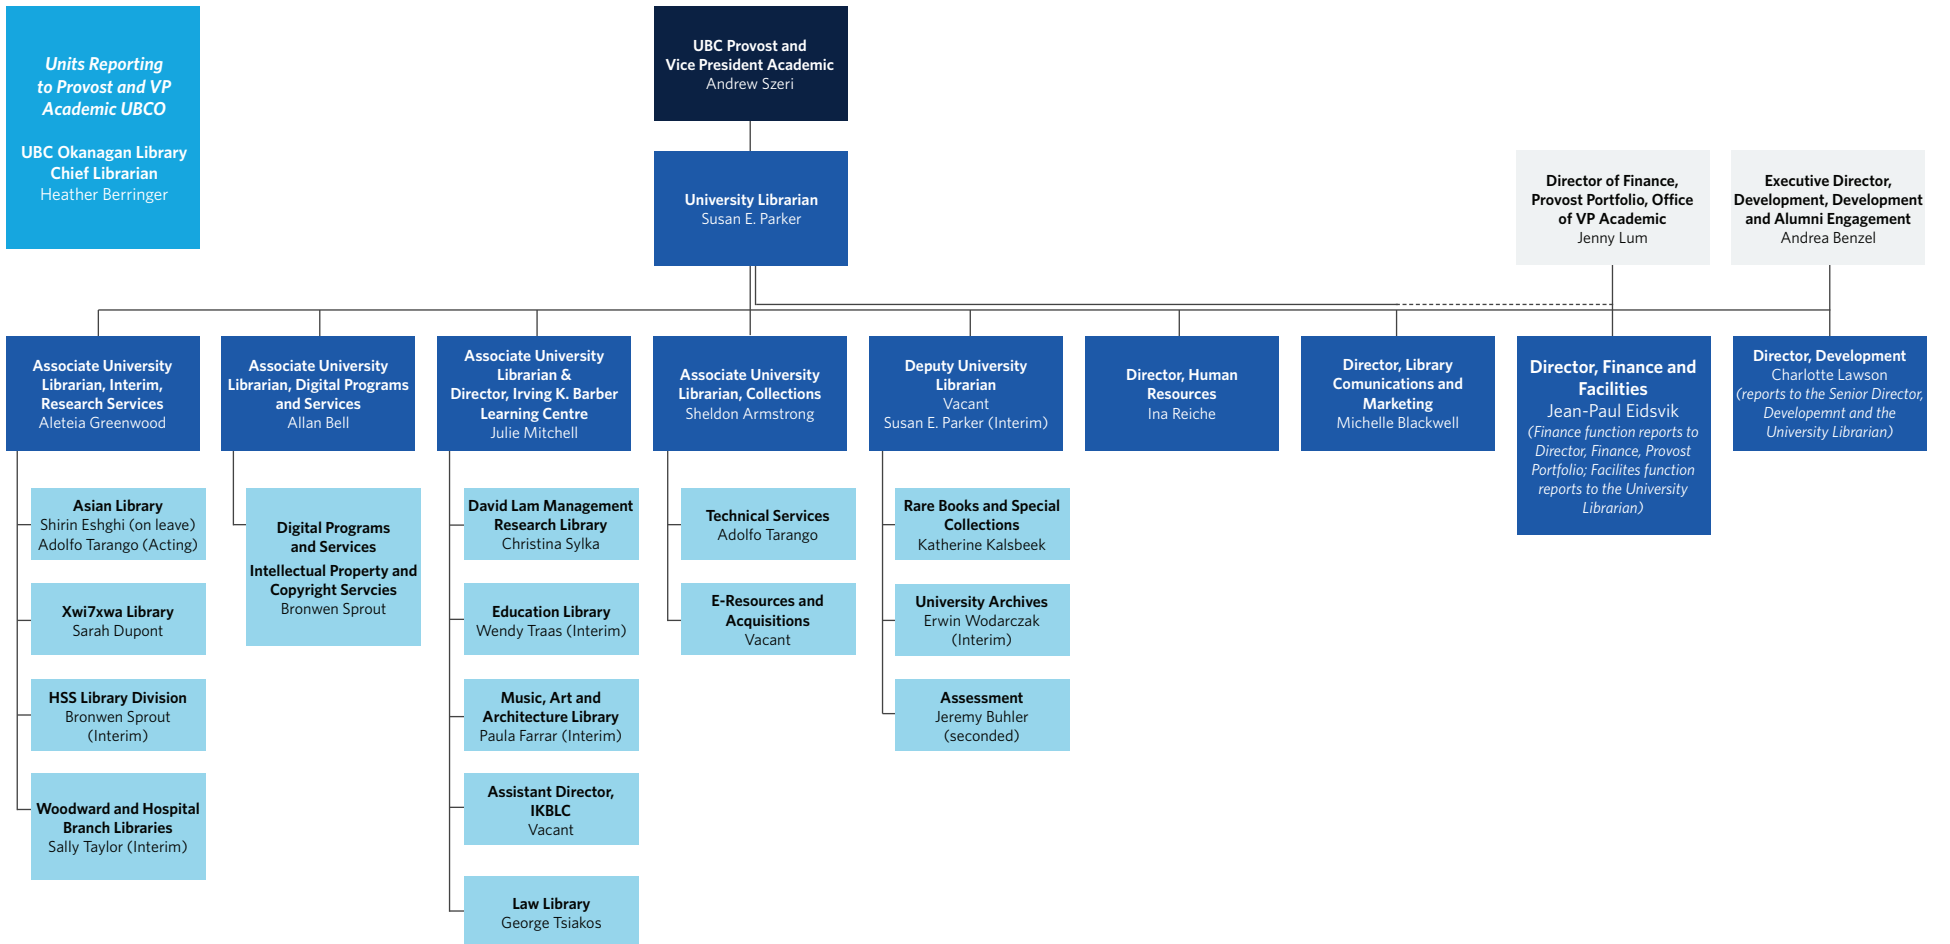 Units Reporting
to Provost and VP
Academic UBCO
UBC Okanagan Library
Chief Librarian
Heather Berringer
UBC Provost and
Vice President Academic
Andrew Szeri
University Librarian
Susan E. Parker
Director of Finance,
Provost Portfolio, Office
of VP Academic
Jenny Lum
Executive Director,
Development, Development
and Alumni Engagement
Andrea Benzel
Associate University
Librarian, Interim,
Research Services
Aleteia Greenwood
Associate University
Librarian, Digital Programs
and Services
Allan Bell
Associate University
Librarian &
Director, Irving K. Barber
Learning Centre
Julie Mitchell
Associate University
Librarian, Collections
Sheldon Armstrong
Deputy University
Librarian
Vacant
Susan E. Parker (Interim)
Director, Human
Resources
Ina Reiche
Director, Library
Comunications and
Marketing
Michelle Blackwell
Director, Finance and
Facilities
Jean-Paul Eidsvik
(Finance function reports to
Director, Finance, Provost
Portfolio; Facilites function
reports to the University
Librarian)
Director, Development
Charlotte Lawson
(reports to the Senior Director,
Developemnt and the
University Librarian)
Asian Library
Shirin Eshghi (on leave)
Adolfo Tarango (Acting)
Xwi7xwa Library
Sarah Dupont
HSS Library Division
Bronwen Sprout
(Interim)
Woodward and Hospital
Branch Libraries
Sally Taylor (Interim)
Digital Programs
and Services
Intellectual Property and
Copyright Servcies
Bronwen Sprout
David Lam Management
Research Library
Christina Sylka
Education Library
Wendy Traas (Interim)
Music, Art and
Architecture Library
Paula Farrar (Interim)
Assistant Director,
IKBLC
Vacant
Law Library
George Tsiakos
Technical Services
Adolfo Tarango
E-Resources and
Acquisitions
Vacant
Rare Books and Special
Collections
Katherine Kalsbeek
University Archives
Erwin Wodarczak
(Interim)
Assessment
Jeremy Buhler
(seconded)